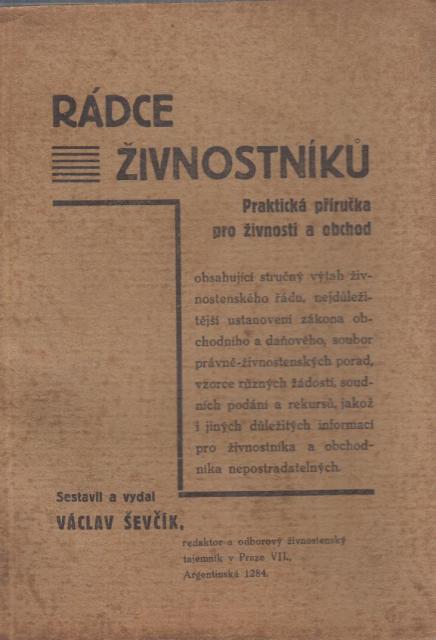 RÁDCE
ŽIVNOSTNÍKŮ
Praktická příručka
pro živnosti a obchod
obsahující stručný výtah živ-
nostenského řádu, nejdůleži-
tější ustanovení zákona ob-
chodního a daňového, soubor
právně-živnostenských porad,
vzorce různých žádostí, soud-
ních podání a rekursů, jakož
i jiných důležitých informací
pro živnostníka a obchod-
níka nepostradatelných.
Sestavil a vydal
VÁCLAV ŠEVČÍK,
redaktor a odborový živnostenský
tajemník v Praze VII.,
Argentinská 1284.